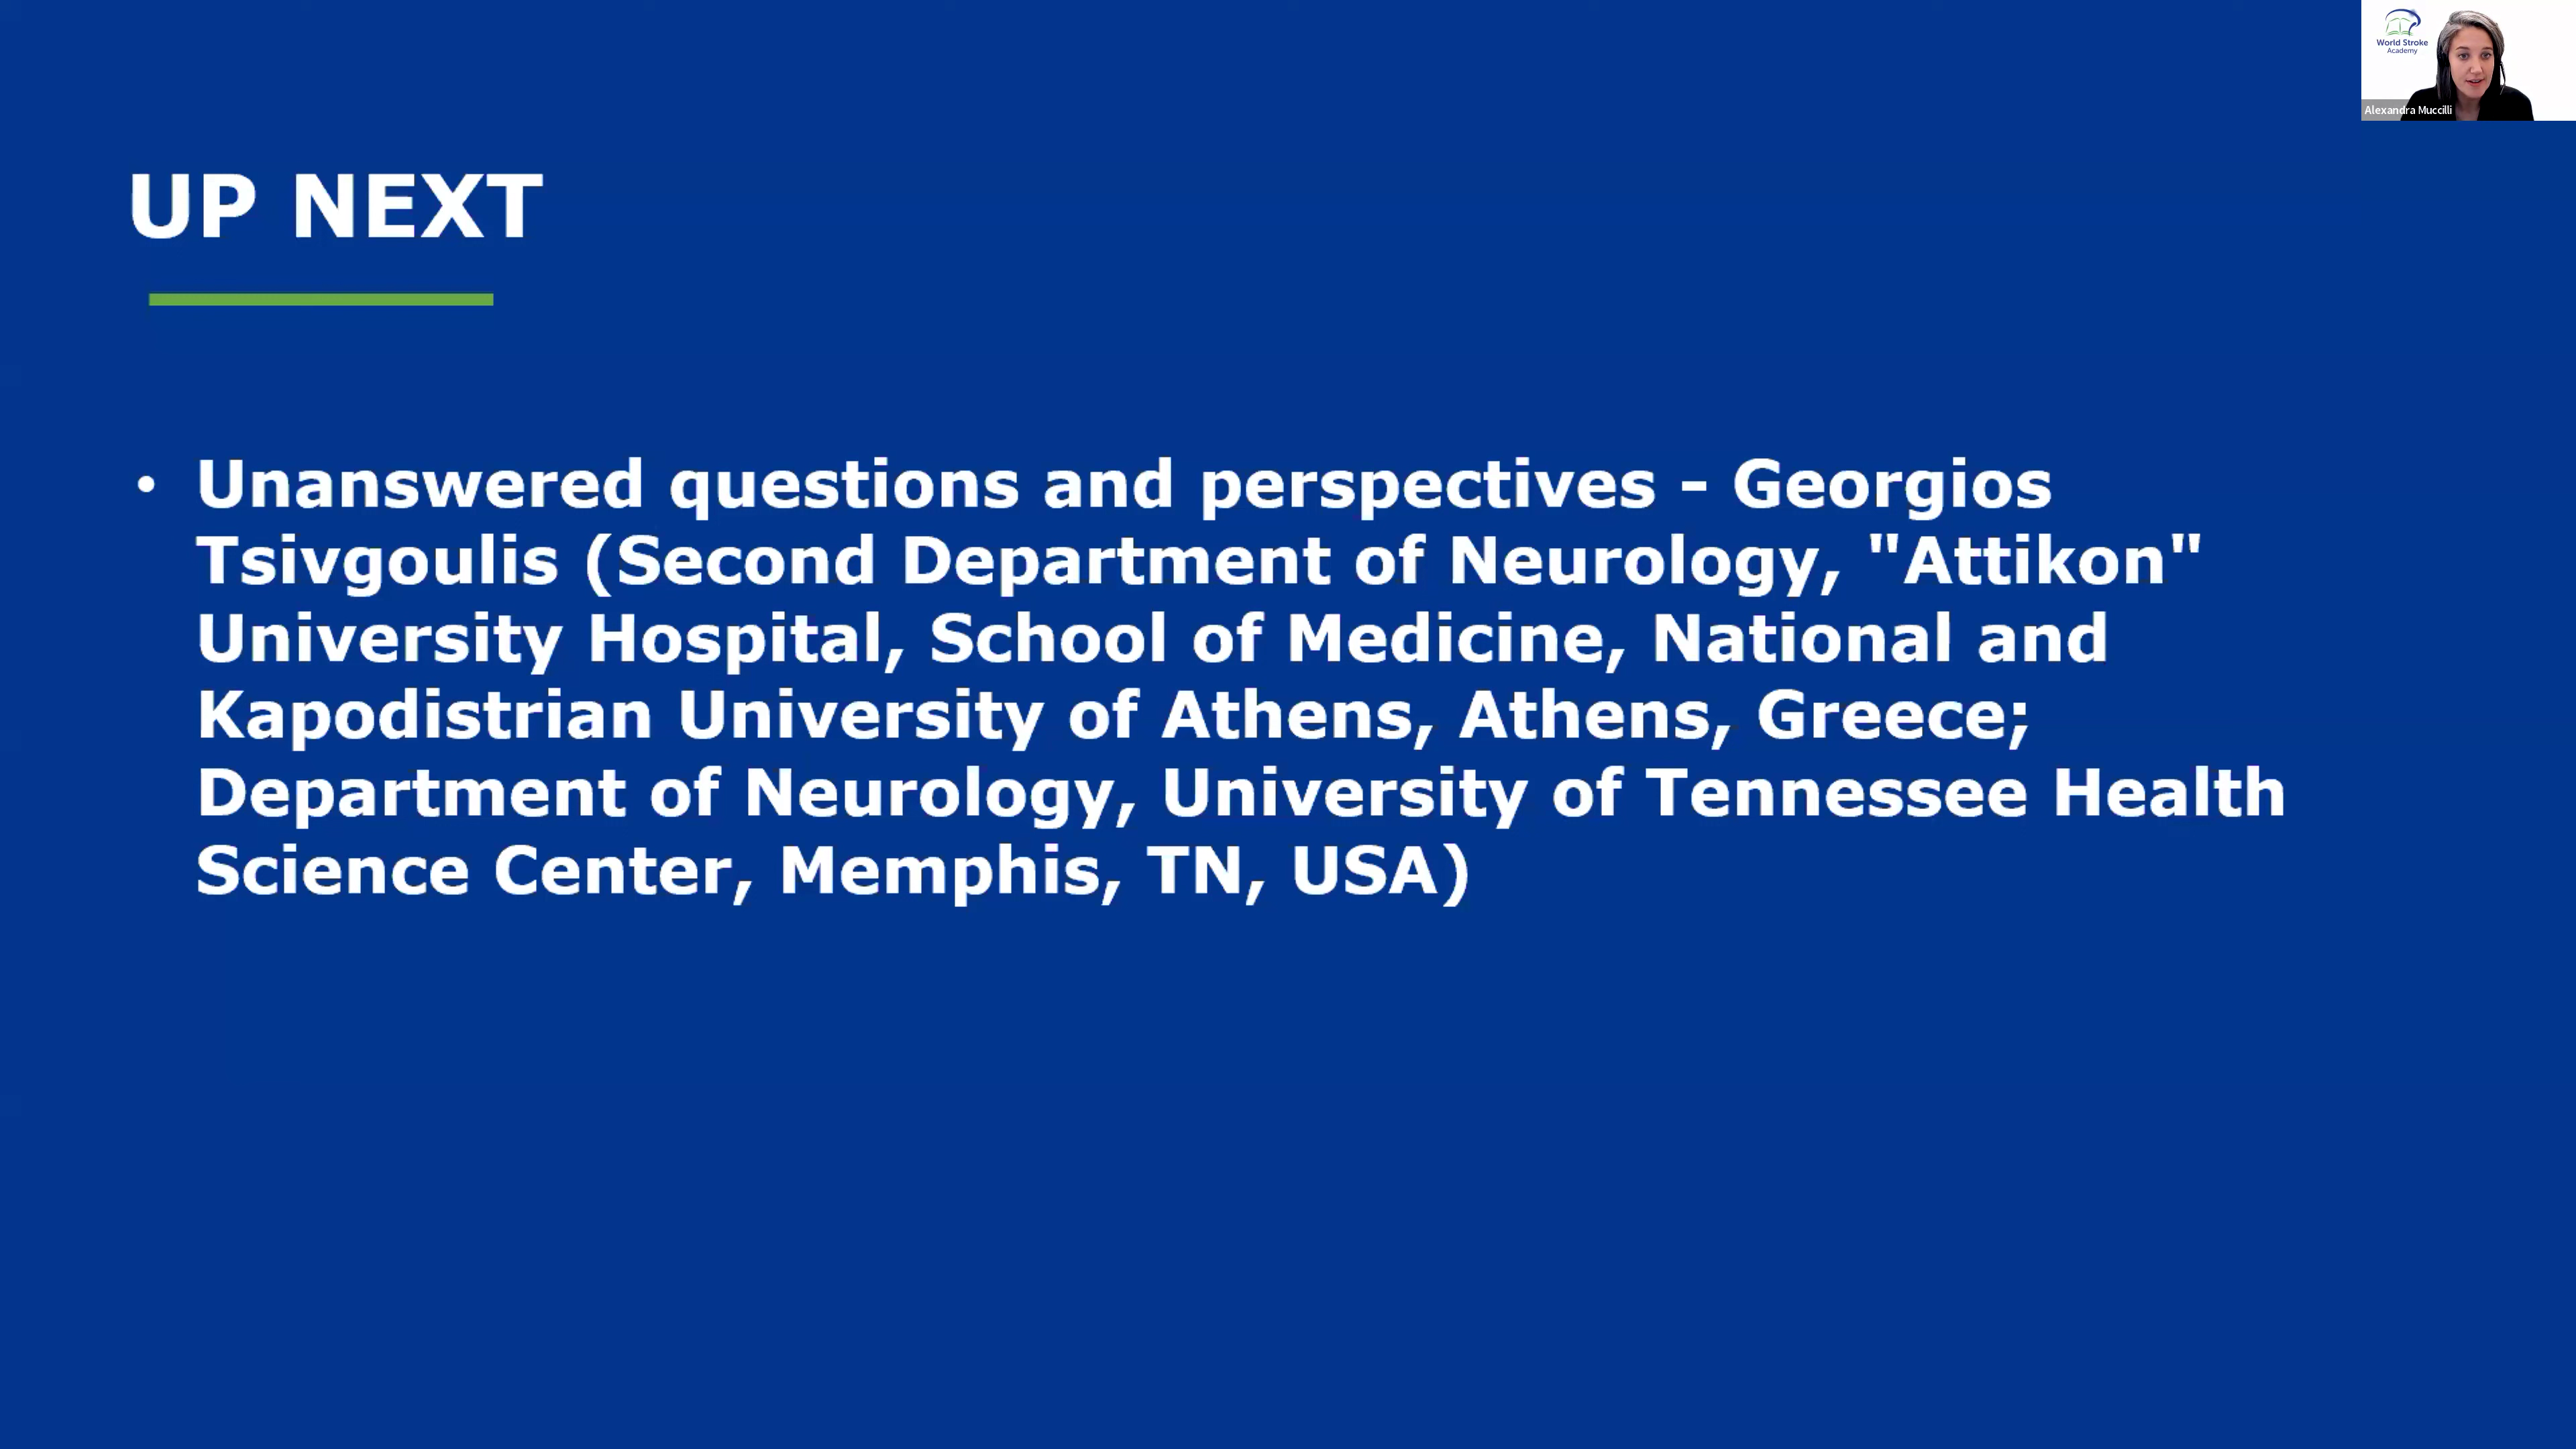 World Stroke
Academy
Alexandra Muccilli
UP NEXT
• Unanswered questions and perspectives - Georgios
Tsivgoulis (Second Department of Neurology, "Attikon"
University Hospital, School of Medicine, National and
Kapodistrian University of Athens, Athens, Greece;
Department of Neurology, University of Tennessee Health
Science Center, Memphis, TN, USA)